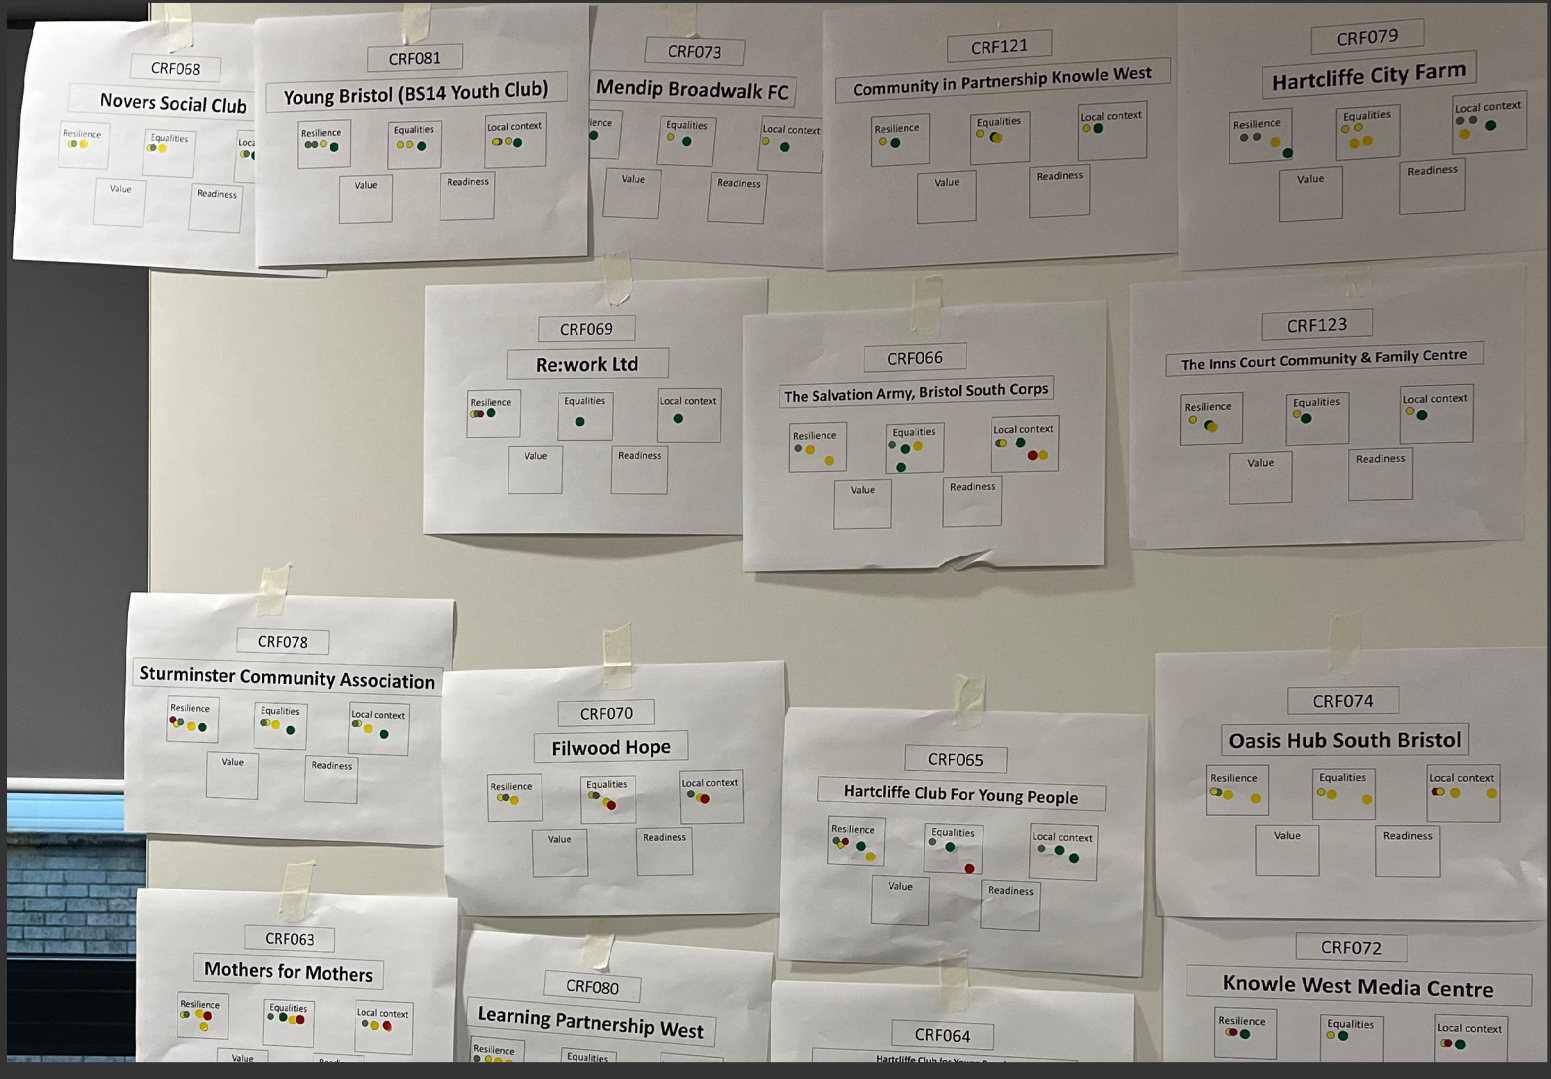 CRF068
Novers Social Club
Resilience
Equalities
Loca
Value
Readiness
CRF081
Young Bristol (BS14 Youth Club)
Resilience
Equalities
Local context
Value
Readiness
CRF073
Mendip Broadwalk FC
ience
Equalities
Local context
Value
Readiness
CRF121
Community in Partnership Knowle West
Resilience
Equalities
Local context
Value
Readiness
CRF079
Hartcliffe City Farm
Resilience
Equalities
Local context
Value
Readiness
CRF069
Re:work Ltd
Resilience
Equalities
Local context
Value
Readiness
CRF066
The Salvation Army, Bristol South Corps
Resilience
Equalities
Local context
Value
Readiness
CRF123
The Inns Court Community & Family Centre
Resilience
Equalities
Local context
Value
Readiness
CRF078
Sturminster Community Association
Resilience
Equalities
Local context
Value
Readiness
CRF070
Filwood Hope
Resilience
Equalities
Local context
Value
Readiness
CRF065
Hartcliffe Club For Young People
Resilience
Equalities
Local context
Value
Readiness
CRF074
Oasis Hub South Bristol
Resilience
Equalities
Local context
Value
Readiness
CRF063
Mothers for Mothers
Resilience
Equalities
Local context
Value
CRF080
Learning Partnership West
Resilience
Equalities
CRF064
Hartcliffe Club for Young
CRF072
Knowle West Media Centre
Resilience
Equalities
Local context